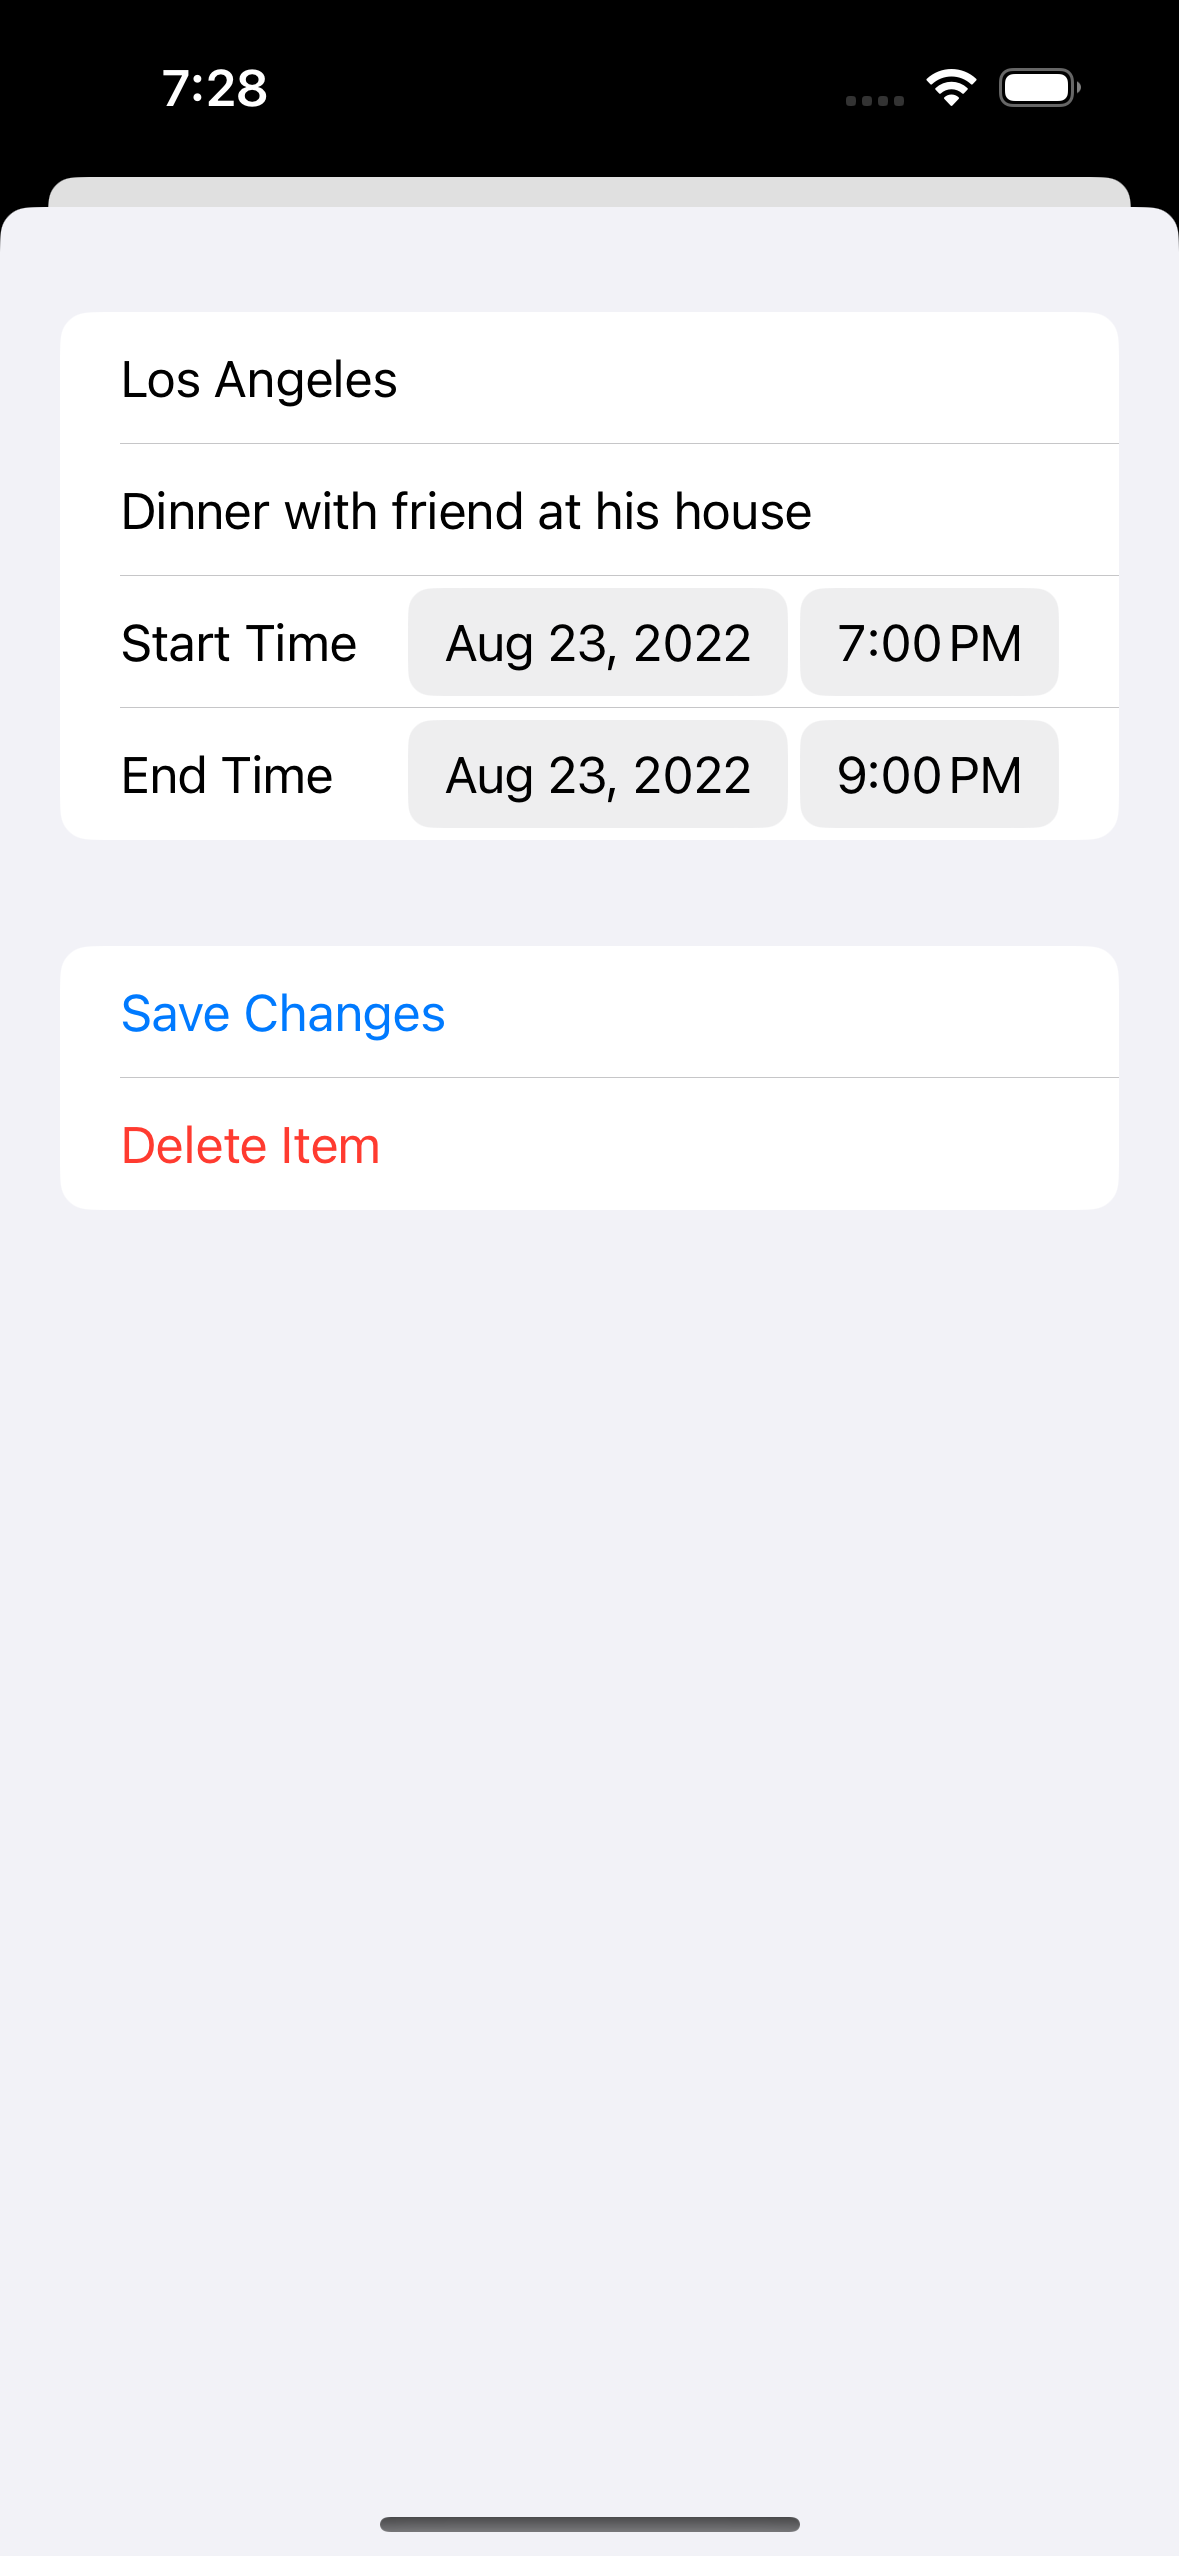 7:28
Los Angeles
Dinner with friend at his house
Start Time Aug 23, 2022 7:00 PM
End Time Aug 23, 2022 9:00 PM
Save Changes
Delete Item